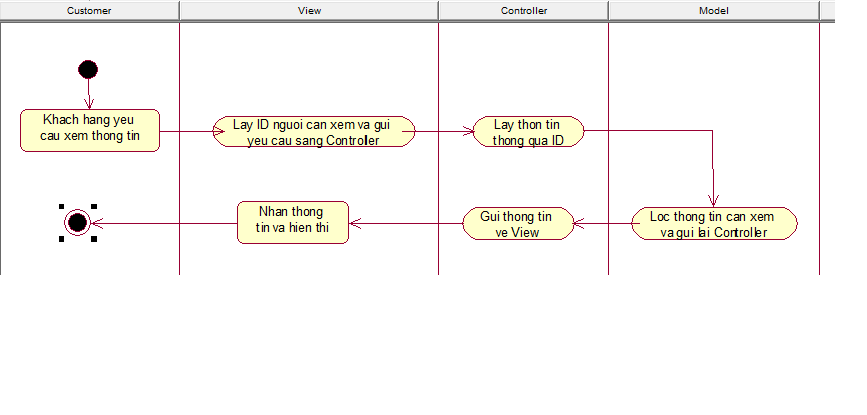 Customer
View
Controller
Model
Khach hang yeu
cau xem thong tin
Lay ID nguoi can xem va gui
yeu cau sang Controller
Lay thon tin
thong qua ID
Nhan thong
tin va hien thi
Gui thong tin
ve View
Loc thong tin can xem
va gui lai Controller